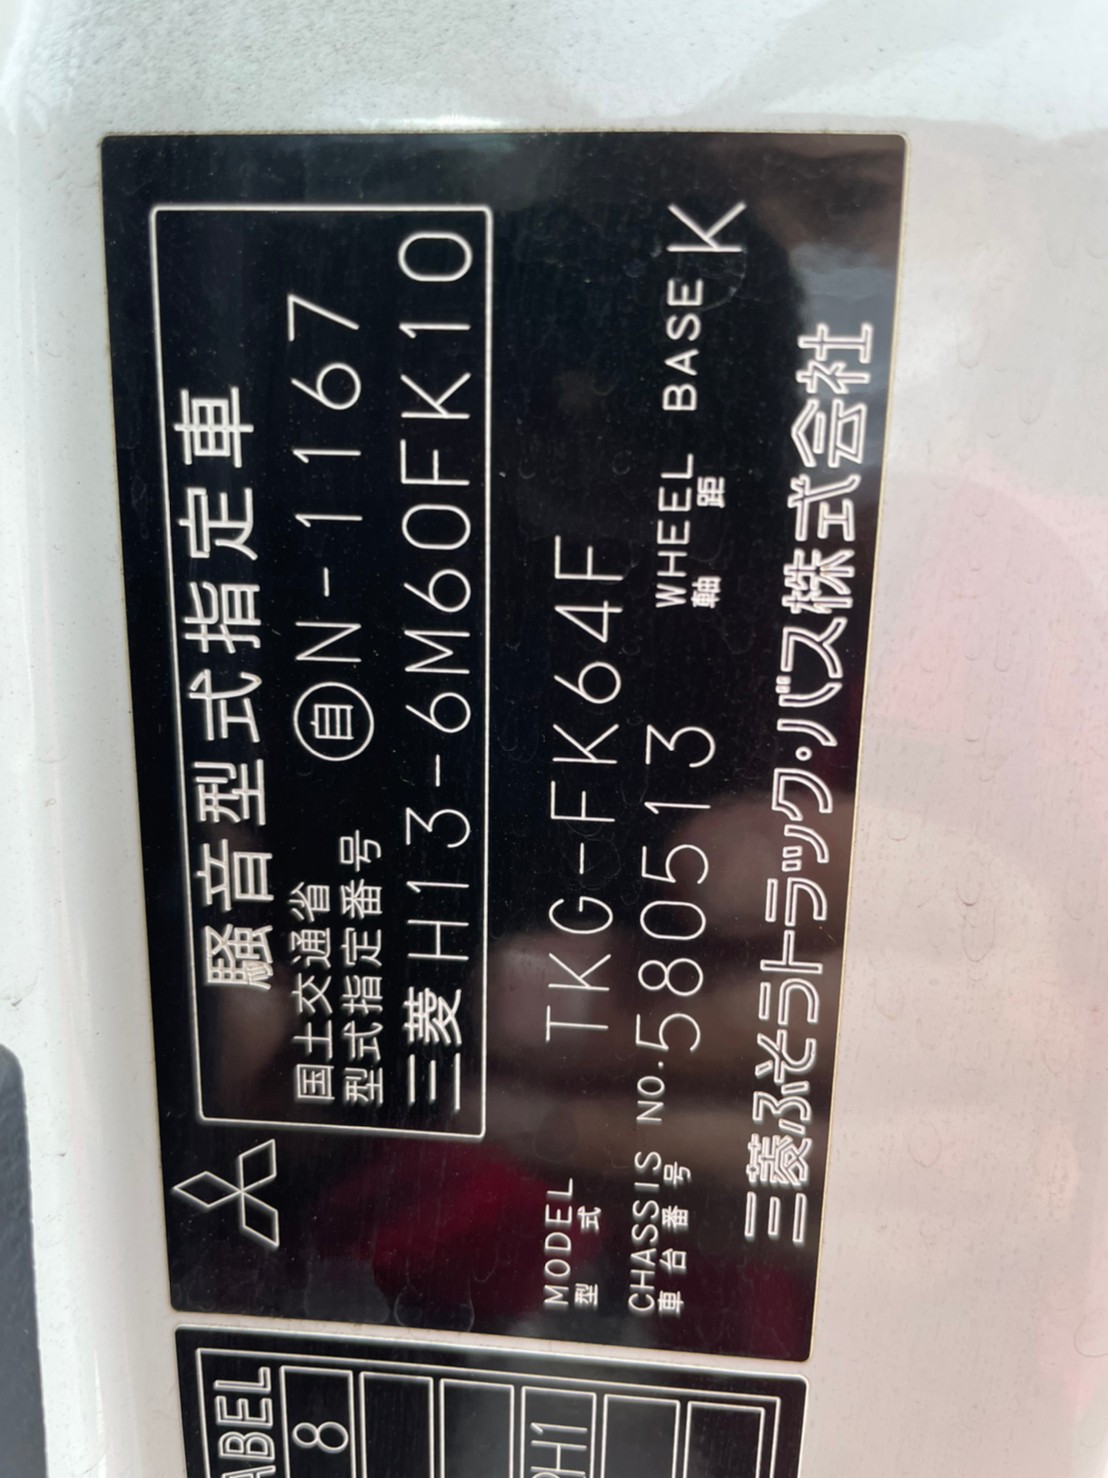 騒音型式指定車
国土交通省
型式指定番号
自N-1167
三菱H13-6M60FK10
MODEL TKG-FK64F
型式
CHASSIS NO.580513
車台番号
WHEEL BASE K
軸距
三菱ふそうトラック・バス株式会社
ABEL
8